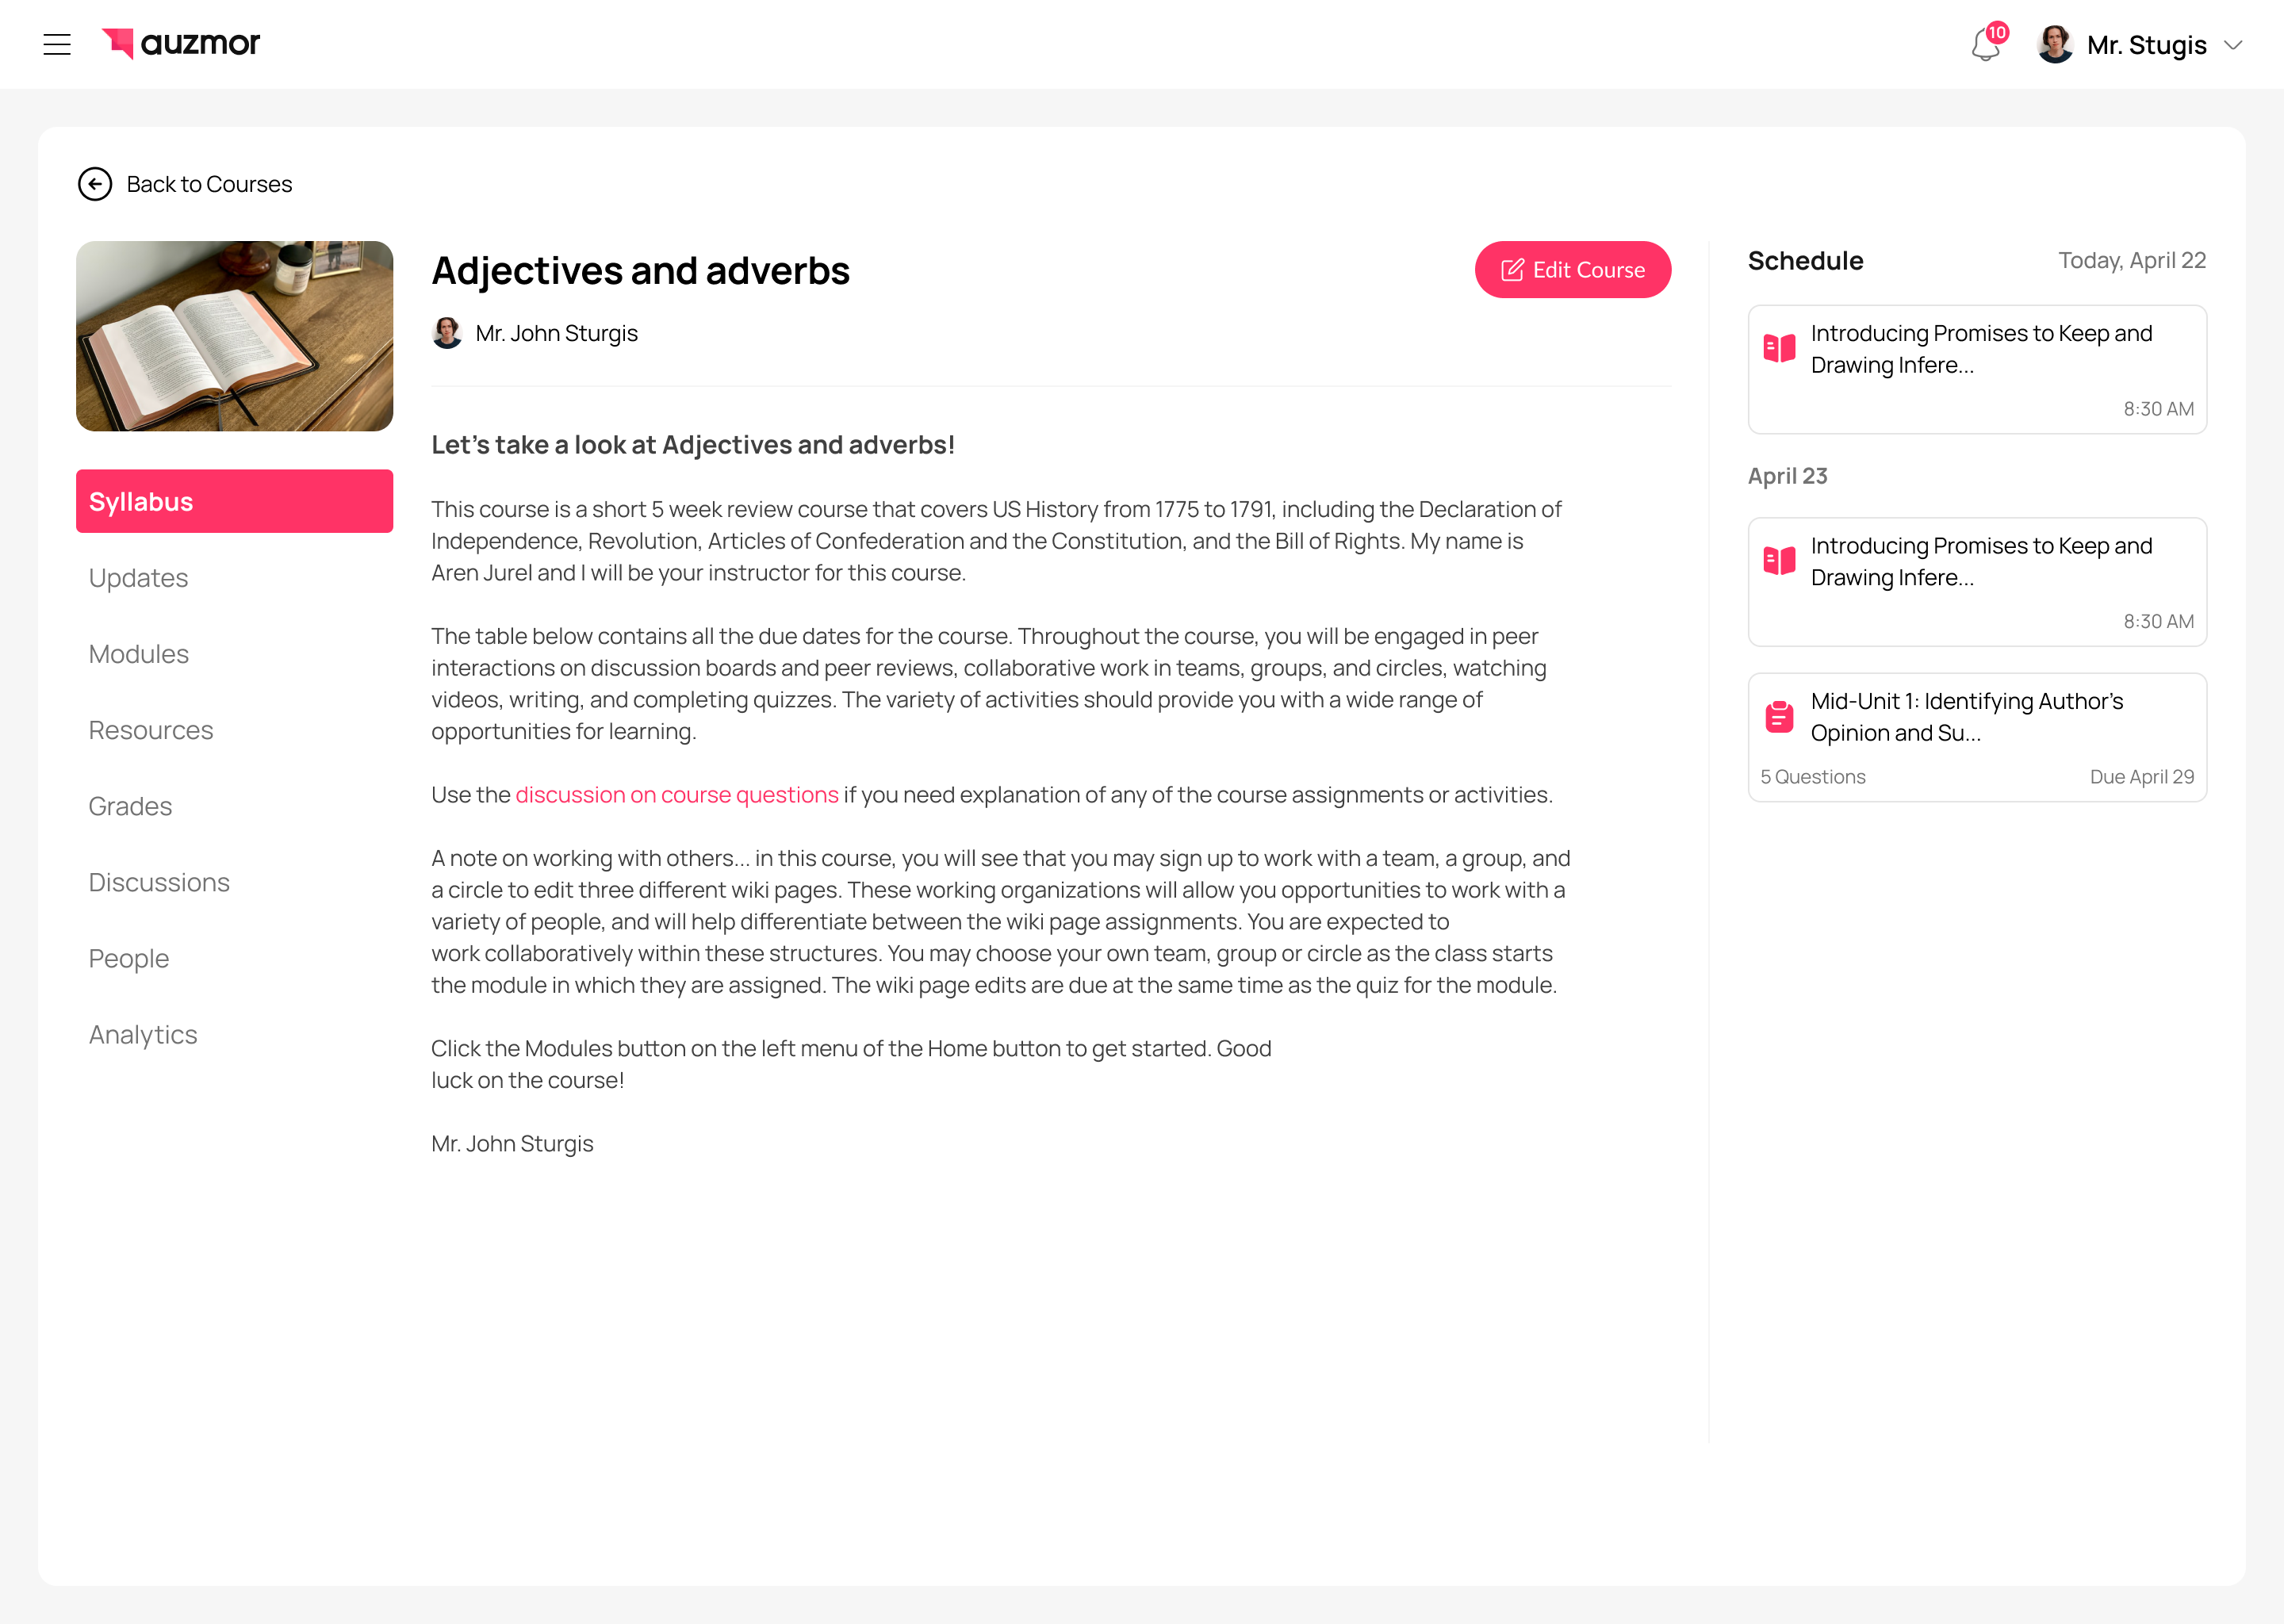 auzmor
10
Mr. Stugis
Back to Courses
Adjectives and adverbs
Edit Course
Mr. John Sturgis
Syllabus
Updates
Modules
Resources
Grades
Discussions
People
Analytics
Let's take a look at Adjectives and adverbs!
This course is a short 5 week review course that covers US History from 1775 to 1791, including the Declaration of
Independence, Revolution, Articles of Confederation and the Constitution, and the Bill of Rights. My name is
Aren Jurel and I will be your instructor for this course.
The table below contains all the due dates for the course. Throughout the course, you will be engaged in peer
interactions on discussion boards and peer reviews, collaborative work in teams, groups, and circles, watching
videos, writing, and completing quizzes. The variety of activities should provide you with a wide range of
opportunities for learning.
Use the discussion on course questions if you need explanation of any of the course assignments or activities.
A note on working with others... in this course, you will see that you may sign up to work with a team, a group, and
a circle to edit three different wiki pages. These working organizations will allow you opportunities to work with a
variety of people, and will help differentiate between the wiki page assignments. You are expected to
work collaboratively within these structures. You may choose your own team, group or circle as the class starts
the module in which they are assigned. The wiki page edits are due at the same time as the quiz for the module.
Click the Modules button on the left menu of the Home button to get started. Good
luck on the course!
Mr. John Sturgis
Schedule
Today, April 22
Introducing Promises to Keep and
Drawing Infere...
8:30 AM
April 23
Introducing Promises to Keep and
Drawing Infere...
8:30 AM
Mid-Unit 1: Identifying Author's
Opinion and Su...
5 Questions
Due April 29